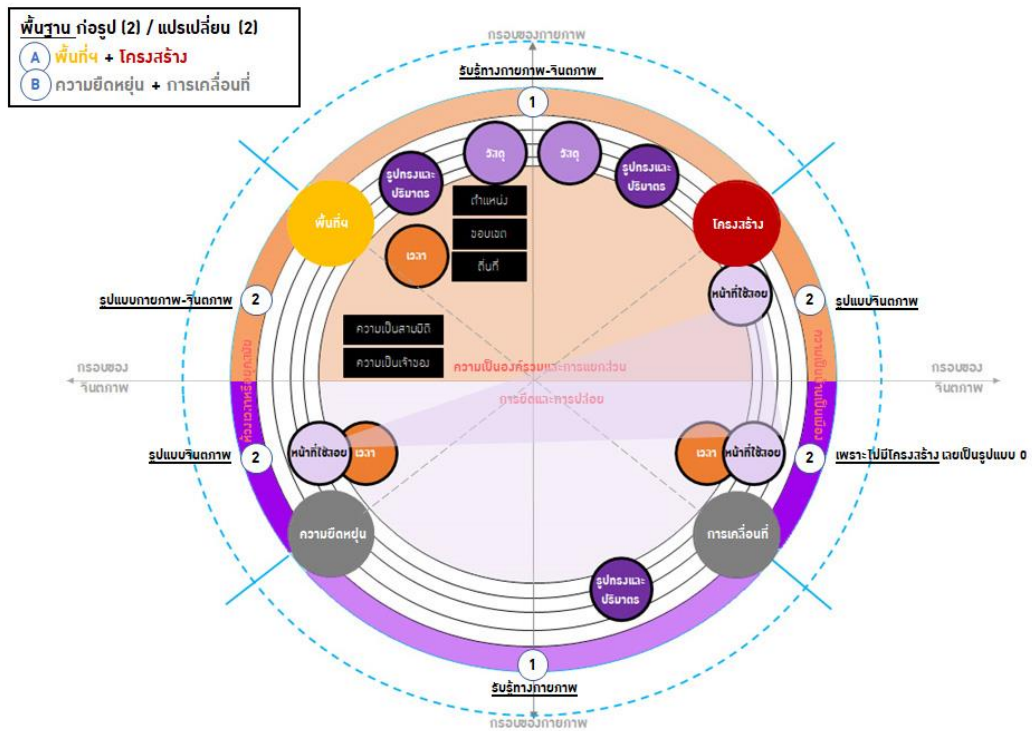 พื้นฐาน ก่อรูป (2) / แปรเปลี่ยน (2)
A พื้นที่ฯ + โครงสร้าง
B ความยืดหยุ่น + การเคลื่อนที่
กรอบของกายภาพ
รับรู้ทางกายภาพ-จินตภาพ
1
วัสดุ
วัสดุ
รูปทรงและ
ปริมาตร
รูปทรงและ
ปริมาตร
ตำแหน่ง
พื้นที่ฯ
โครงสร้าง
ขอบเขต
เวลา
ถิ่นที่
หน้าที่ใช้สอย
รูปแบบกายภาพ-จินตภาพ
2
2
รูปแบบจินตภาพ
ความเป็นสามมิติ
ความเป็นเจ้าของ
กรอบของ
จินตภาพ
ความเป็นองค์รวมและการแยกส่วน
กรอบของ
จินตภาพ
การยึดและการปล่อย
รูปแบบจินตภาพ
2
หน้าที่ใช้สอย
เวลา
เวลา
หน้าที่ใช้สอย
2
เพราะไม่มีโครงสร้าง เลยเป็นรูปแบบ 0
ความยืดหยุ่น
การเคลื่อนที่
รูปทรงและ
ปริมาตร
1
รับรู้ทางกายภาพ
กรอบของกายภาพ